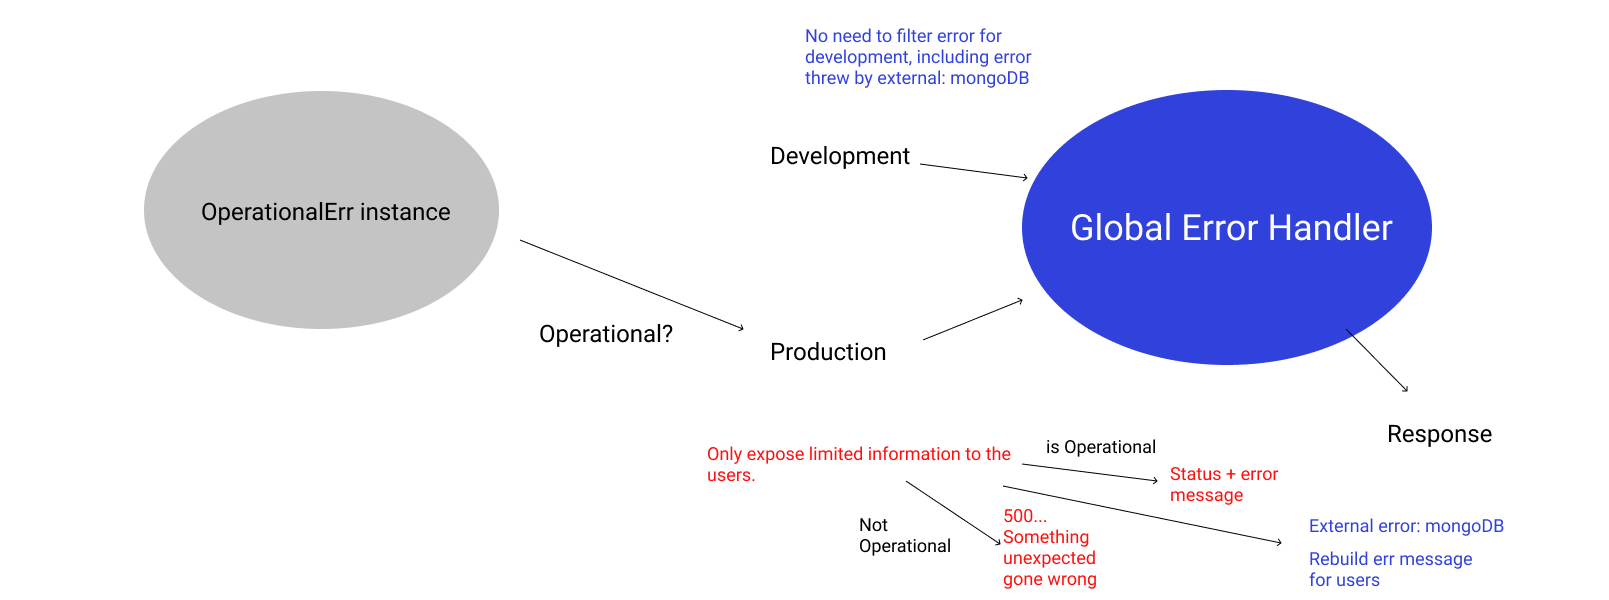 No need to filter error for
development, including error
threw by external: mongoDB
Development
OperationalErr instance
Global Error Handler
Operational?
Production
Response
Only expose limited information to the
users.
is Operational
Status + error
message
Not
Operational
500...
Something
unexpected
gone wrong
External error: mongoDB
Rebuild err message
for users